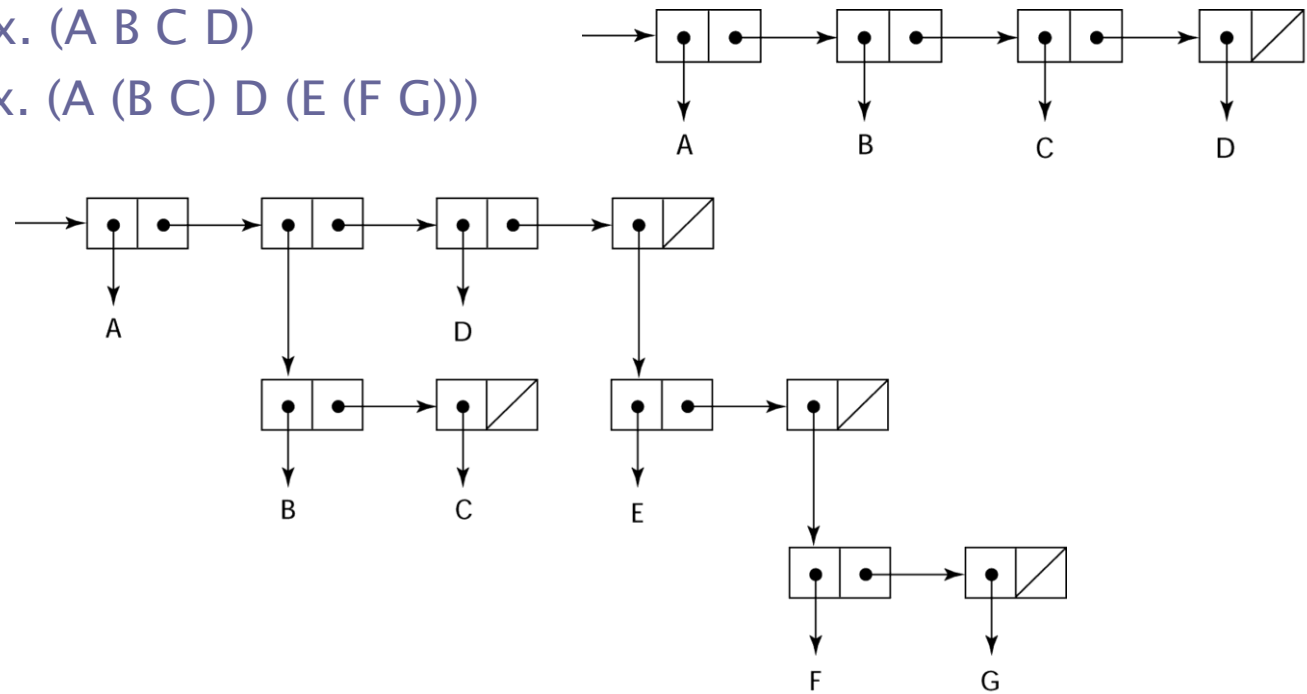 x. (A B C D)
x. (A (B C) D (E (F G)))
A B C D
A D
B C E
F G